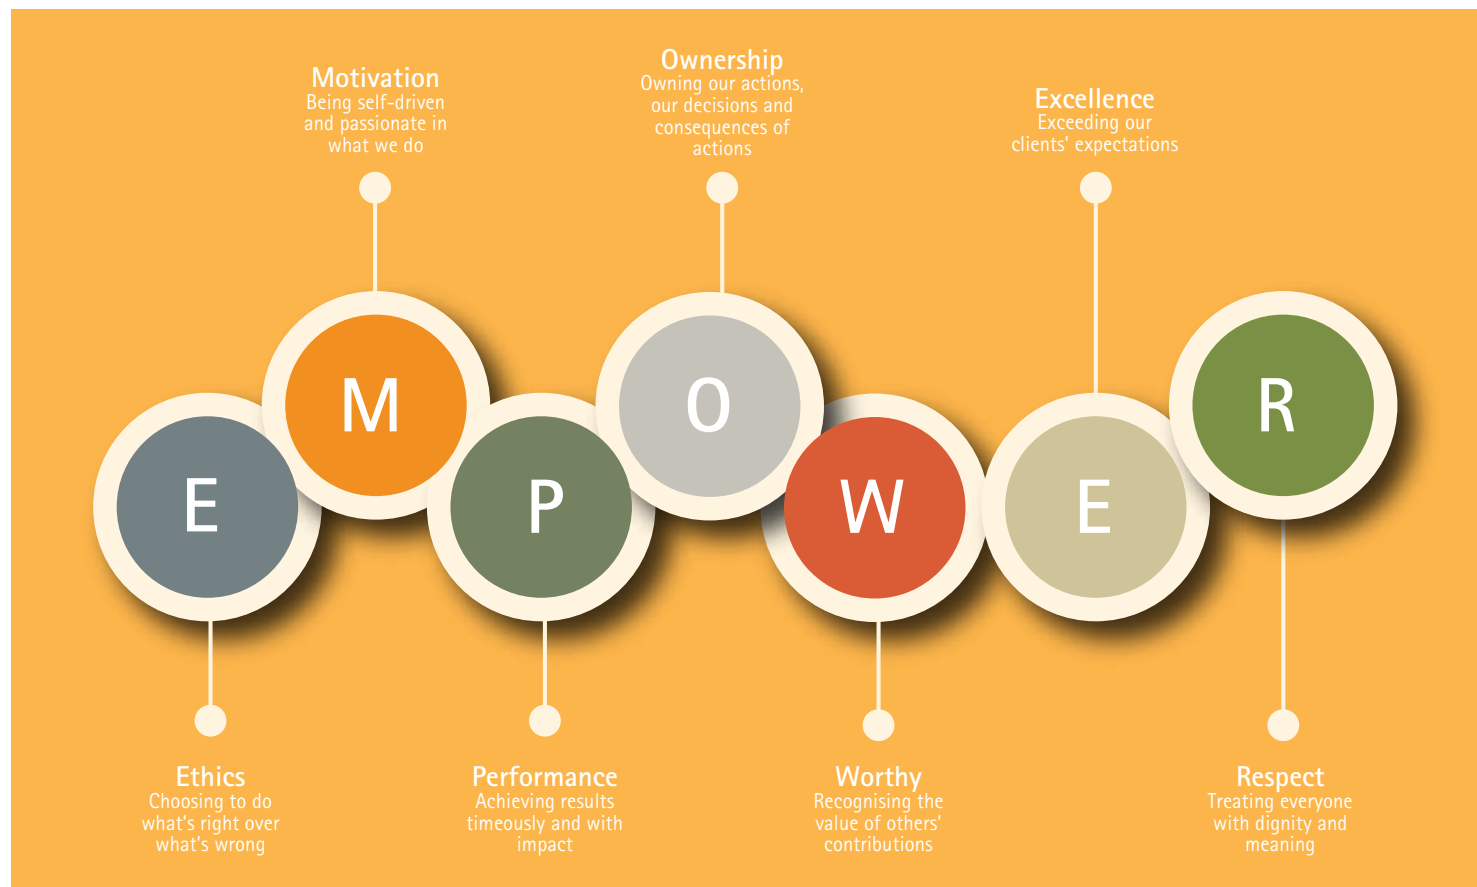 Motivation
Being self-driven
and passionate in
what we do
Ownership
Owning our actions,
our decisions and
consequences of
actions
Excellence
Exceeding our
clients' expectations
E
M
P
O
W
E
R
Ethics
Choosing to do
what's right over
what's wrong
Performance
Achieving results
timeously and with
impact
Worthy
Recognising the
value of others'
contributions
Respect
Treating everyone
with dignity and
meaning